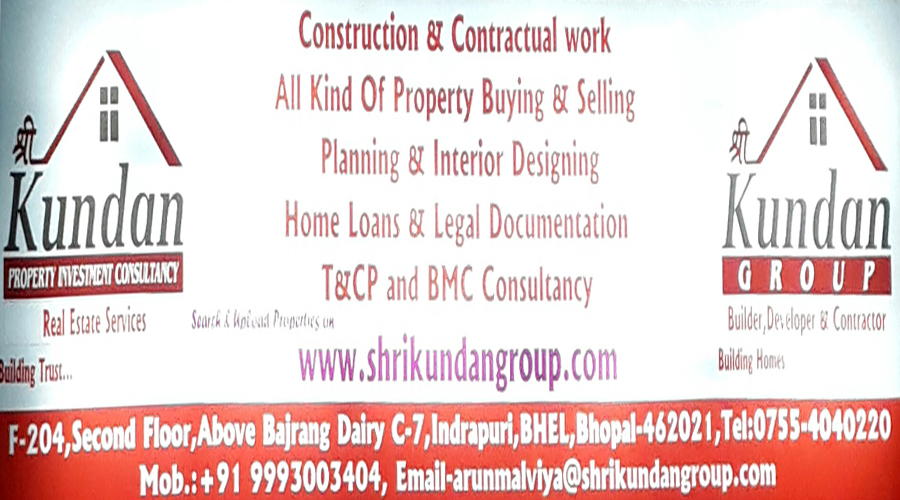 Construction & Contractual work
All Kind Of Property Buying & Selling
Planning & Interior Designing
Home Loans & Legal Documentation
T&CP and BMC Consultancy
Search & Upload Properties on
www.shrikundangroup.com
श्री
Kundan
PROPERTY INVESTMENT CONSULTANCY
Real Estate Services
Building Trust...
श्री
Kundan
GROUP
Builder,Developer & Contractor
Building Homes
F-204,Second Floor,Above Bajrang Dairy C-7,Indrapuri,BHEL,Bhopal-462021,Tel:0755-4040220
Mob.:+91 9993003404, Email-arunmalviya@shrikundangroup.com